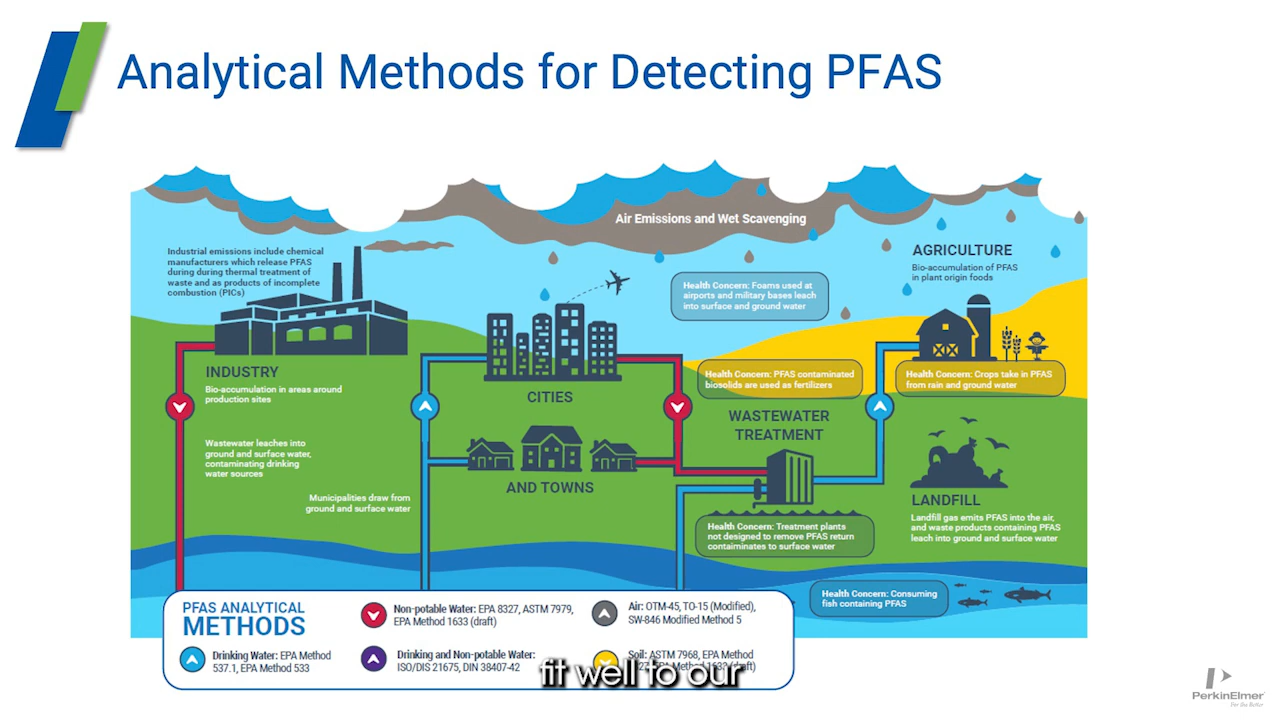 Analytical Methods for Detecting PFAS
Air Emissions and Wet Scavenging
Industrial emissions include chemical
manufacturers which release PFAS
during during thermal treatment of
waste and as products of incomplete
combustion (PICs)
AGRICULTURE
Bio-accumulation of PFAS
in plant origin foods
Health Concern: Foams used at
airports and military bases leach
into surface and ground water
INDUSTRY
Bio-accumulation in areas around
production sites
CITIES
Health Concern: PFAS contaminated
biosolids are used as fertilizers
Health Concern: Crops take in PFAS
from rain and ground water
WASTEWATER
TREATMENT
Wastewater leaches into
ground and surface water,
contaminating drinking
water sources
AND TOWNS
Municipalities draw from
ground and surface water
LANDFILL
Landfill gas emits PFAS into the air,
and waste products containing PFAS
leach into ground and surface water
Health Concern: Treatment plants
not designed to remove PFAS return
contaiminates to surface water
Health Concern: Consuming
fish containing PFAS
PFAS ANALYTICAL
METHODS
Non-potable Water: EPA 8327, ASTM 7979,
EPA Method 1633 (draft)
Air: OTM-45, TO-15 (Modified),
SW-846 Modified Method 5
Drinking Water: EPA Method
537.1, EPA Method 533
Drinking and Non-potable Water:
ISO/DIS 21675, DIN 38407-42
Soil: ASTM 7968, EPA Method
(draft)
fit well to our
PerkinElmer
For the Better